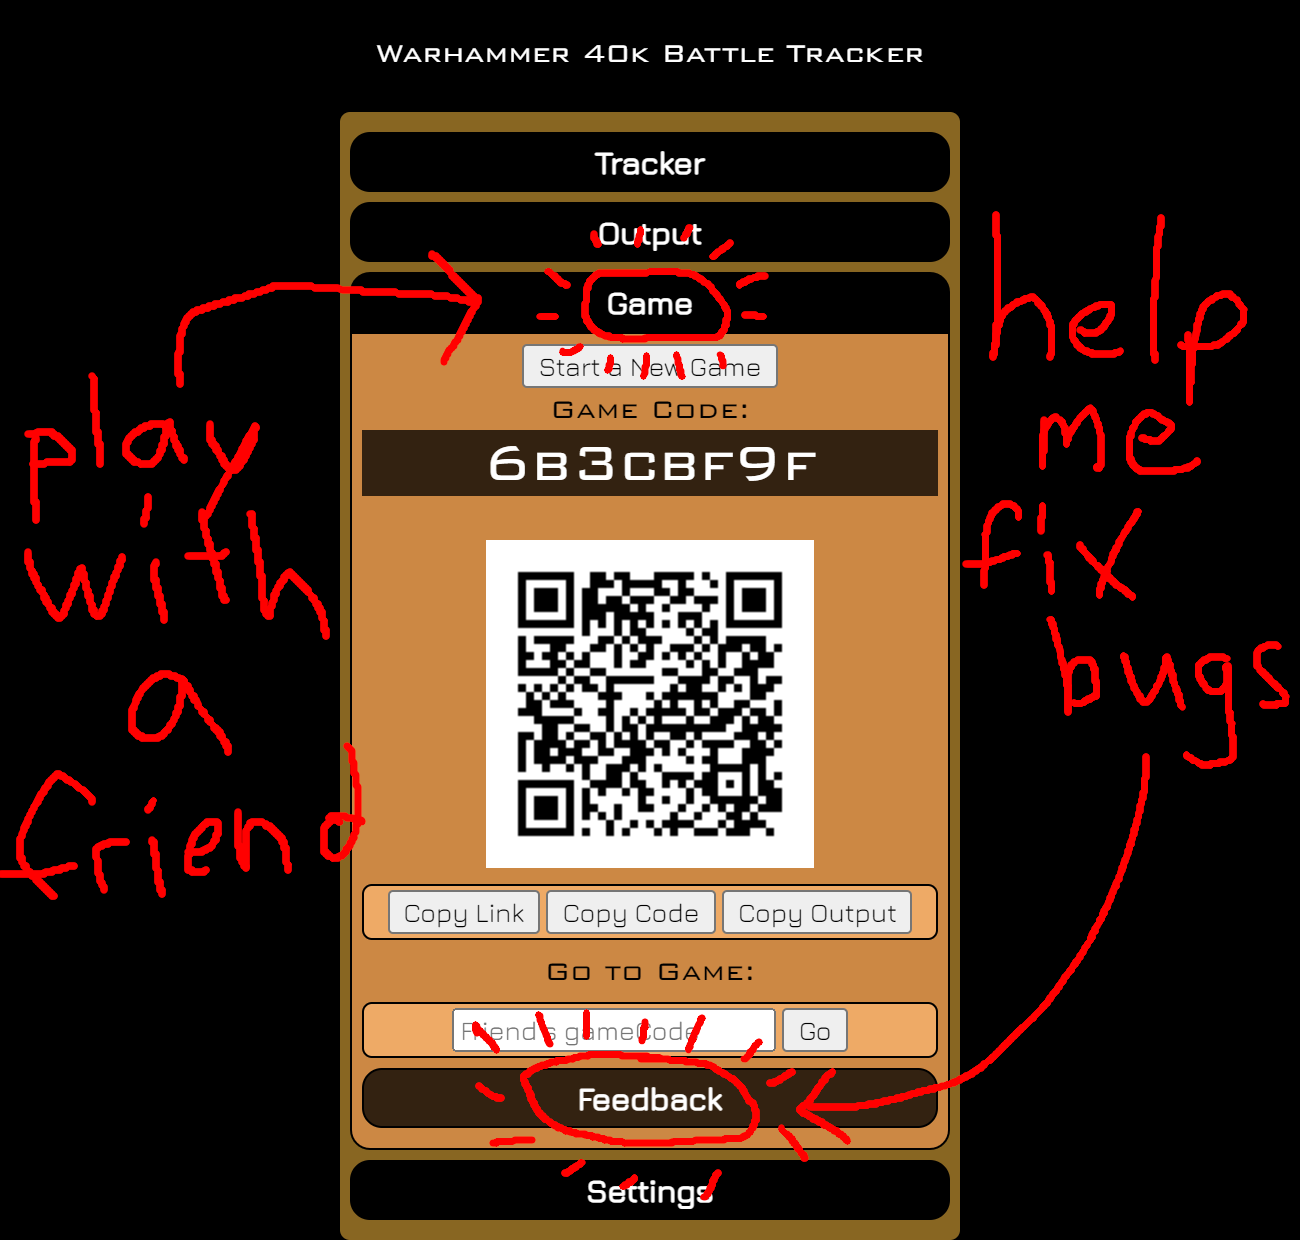 Warhammer 40k Battle Tracker
Tracker
Output
Game
Start a New Game
Game Code:
6b3cbf9f
Copy Link Copy Code Copy Output
Go to Game:
Friend's gameCode Go
Feedback
Settings
play
with
a
friend
help
me
fix
bugs